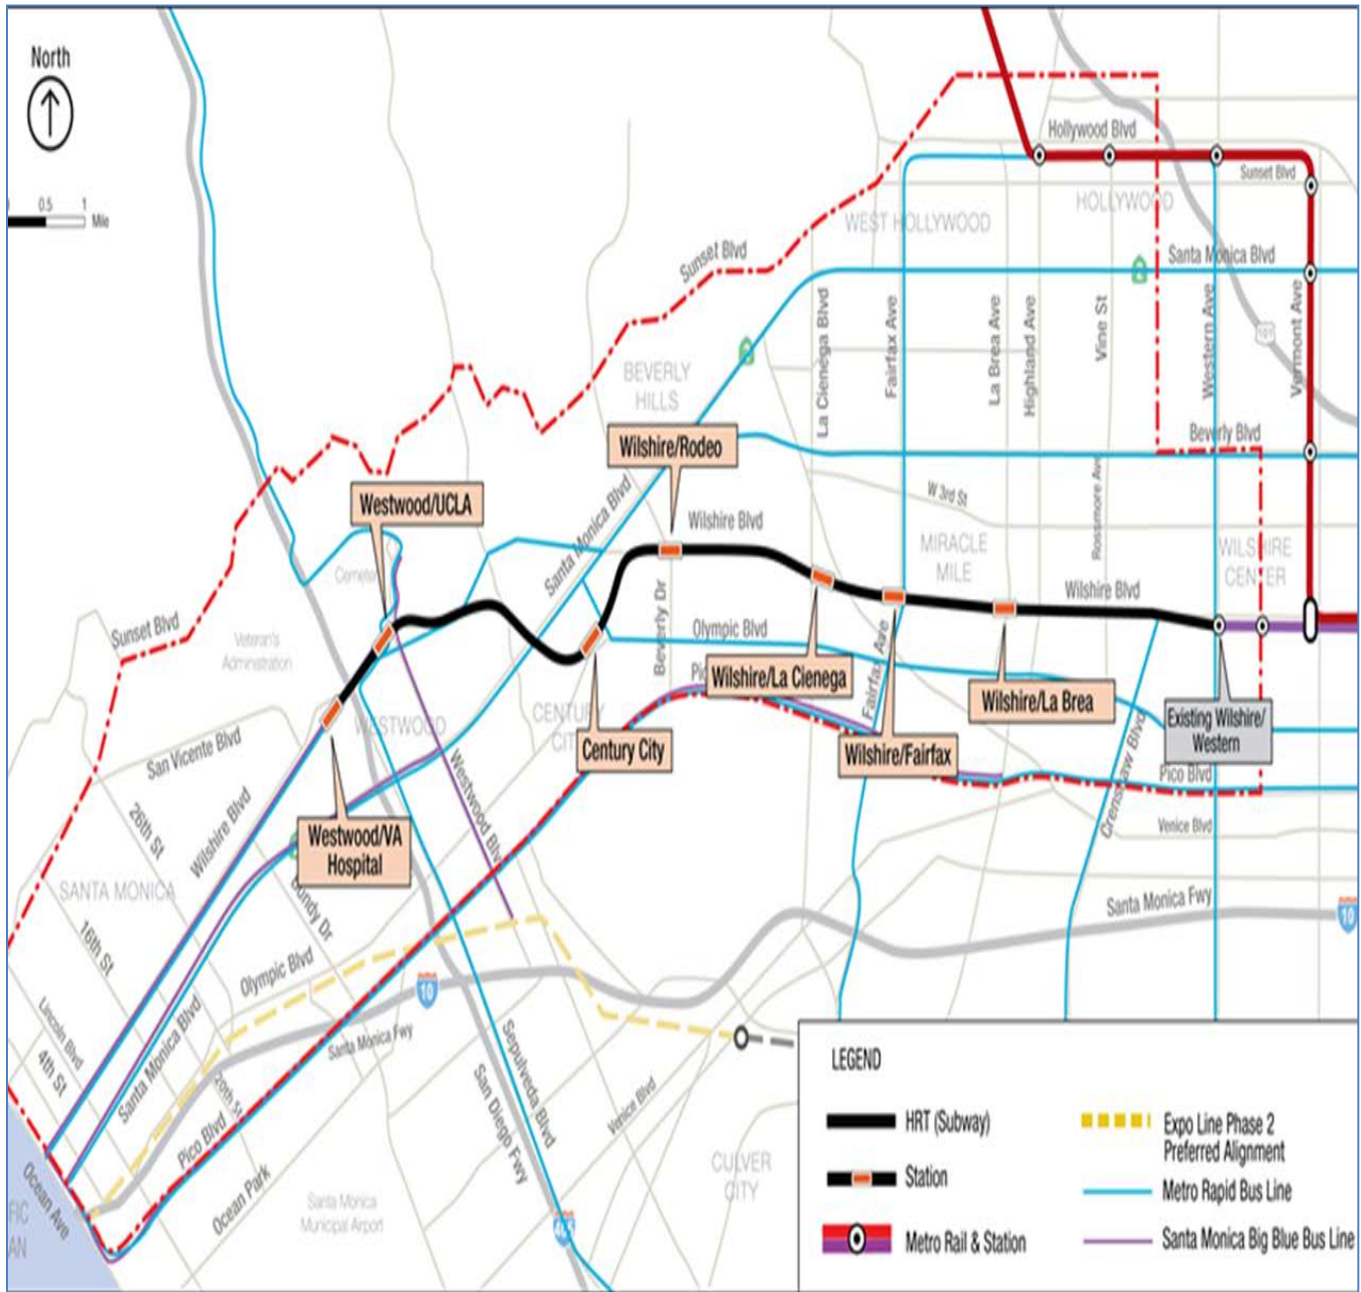 North
0.5 1
Mile
Hollywood Blvd
Sunset Blvd
HOLLYWOOD
WEST HOLLYWOOD
Santa Monica Blvd
Sunset Blvd
La Cienega Blvd
Fairfax Ave
La Brea Ave
Highland Ave
Vine St
Western Ave
Vermont Ave
101
BEVERLY
HILLS
Beverly Blvd
Wilshire/Rodeo
W 3rd St
Rossmore Ave
Westwood/UCLA
Santa Monica Blvd
Wilshire Blvd
MIRACLE
MILE
WILSHIRE
CENTER
Wilshire Blvd
Sunset Blvd
Veteran's
Administration
Beverly Dr
Olympic Blvd
Wilshire/La Cienega
Fairfax Ave
Wilshire/La Brea
Existing Wilshire/
Western
WESTWOOD
CENTURY
Century City
Wilshire/Fairfax
Crenshaw Blvd
Pico Blvd
Venice Blvd
San Vicente Blvd
Westwood Blvd
26th St
Wilshire Blvd
Westwood/VA
Hospital
SANTA MONICA
Bundy Dr
16th St
Olympic Blvd
Santa Monica Fwy
10
10
Lincoln Blvd
4th St
Santa Monica Blvd
20th St
Santa Monica Fwy
Pico Blvd
Sepulveda Blvd
San Diego Fwy
Venice Blvd
Ocean Ave
Ocean Park
Santa Monica
Municipal Airport
405
CULVER
CITY
FIC
AN
LEGEND
HRT (Subway)
Station
Metro Rail & Station
Expo Line Phase 2
Preferred Alignment
Metro Rapid Bus Line
Santa Monica Big Blue Bus Line